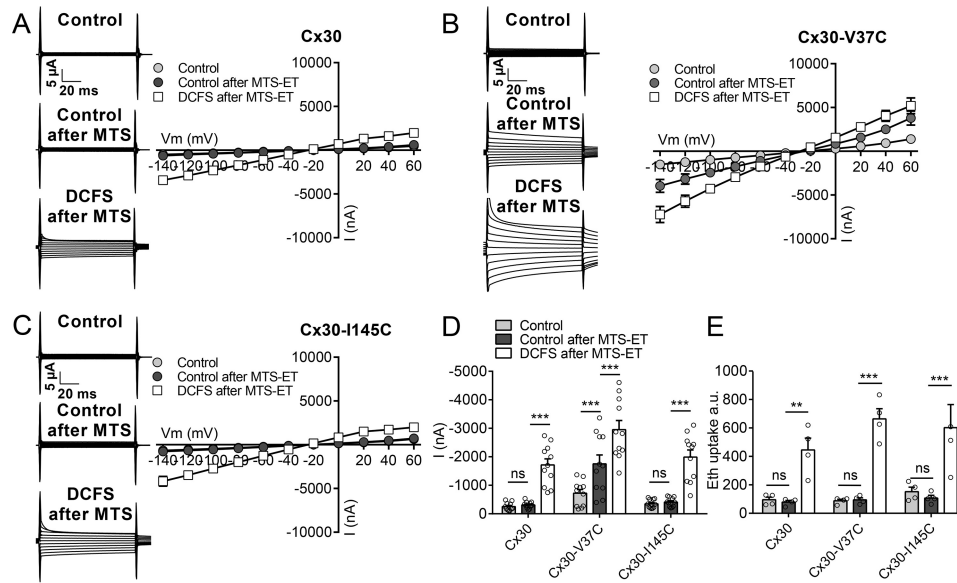 A
Control
Cx30
5 µA
20 ms
Control
Control after MTS-ET
DCFS after MTS-ET
Control
after MTS
DCFS
after MTS
10000
5000
Vm (mV)
-140 -120 -100 -80 -60 -40 -20 20 40 60
-5000
-10000
I (nA)
B
Control
Cx30-V37C
5 µA
20 ms
Control
Control after MTS-ET
DCFS after MTS-ET
Control
after MTS
DCFS
after MTS
10000
5000
Vm (mV)
-140 -120 -100 -80 -60 -40 -20 20 40 60
-5000
-10000
I (nA)
C
Control
Cx30-I145C
5 µA
20 ms
Control
Control after MTS-ET
DCFS after MTS-ET
Control
after MTS
DCFS
after MTS
10000
5000
Vm (mV)
-140 -120 -100 -80 -60 -40 -20 20 40 60
-5000
-10000
I (nA)
D
Control
Control after MTS-ET
DCFS after MTS-ET
I (nA)
-5000
-4000
-3000
-2000
-1000
0
ns *** *** *** ns ***
Cx30 Cx30-V37C Cx30-I145C
E
Eth uptake a.u.
1000
800
600
400
200
0
ns ** ns *** ns ***
Cx30 Cx30-V37C Cx30-I145C